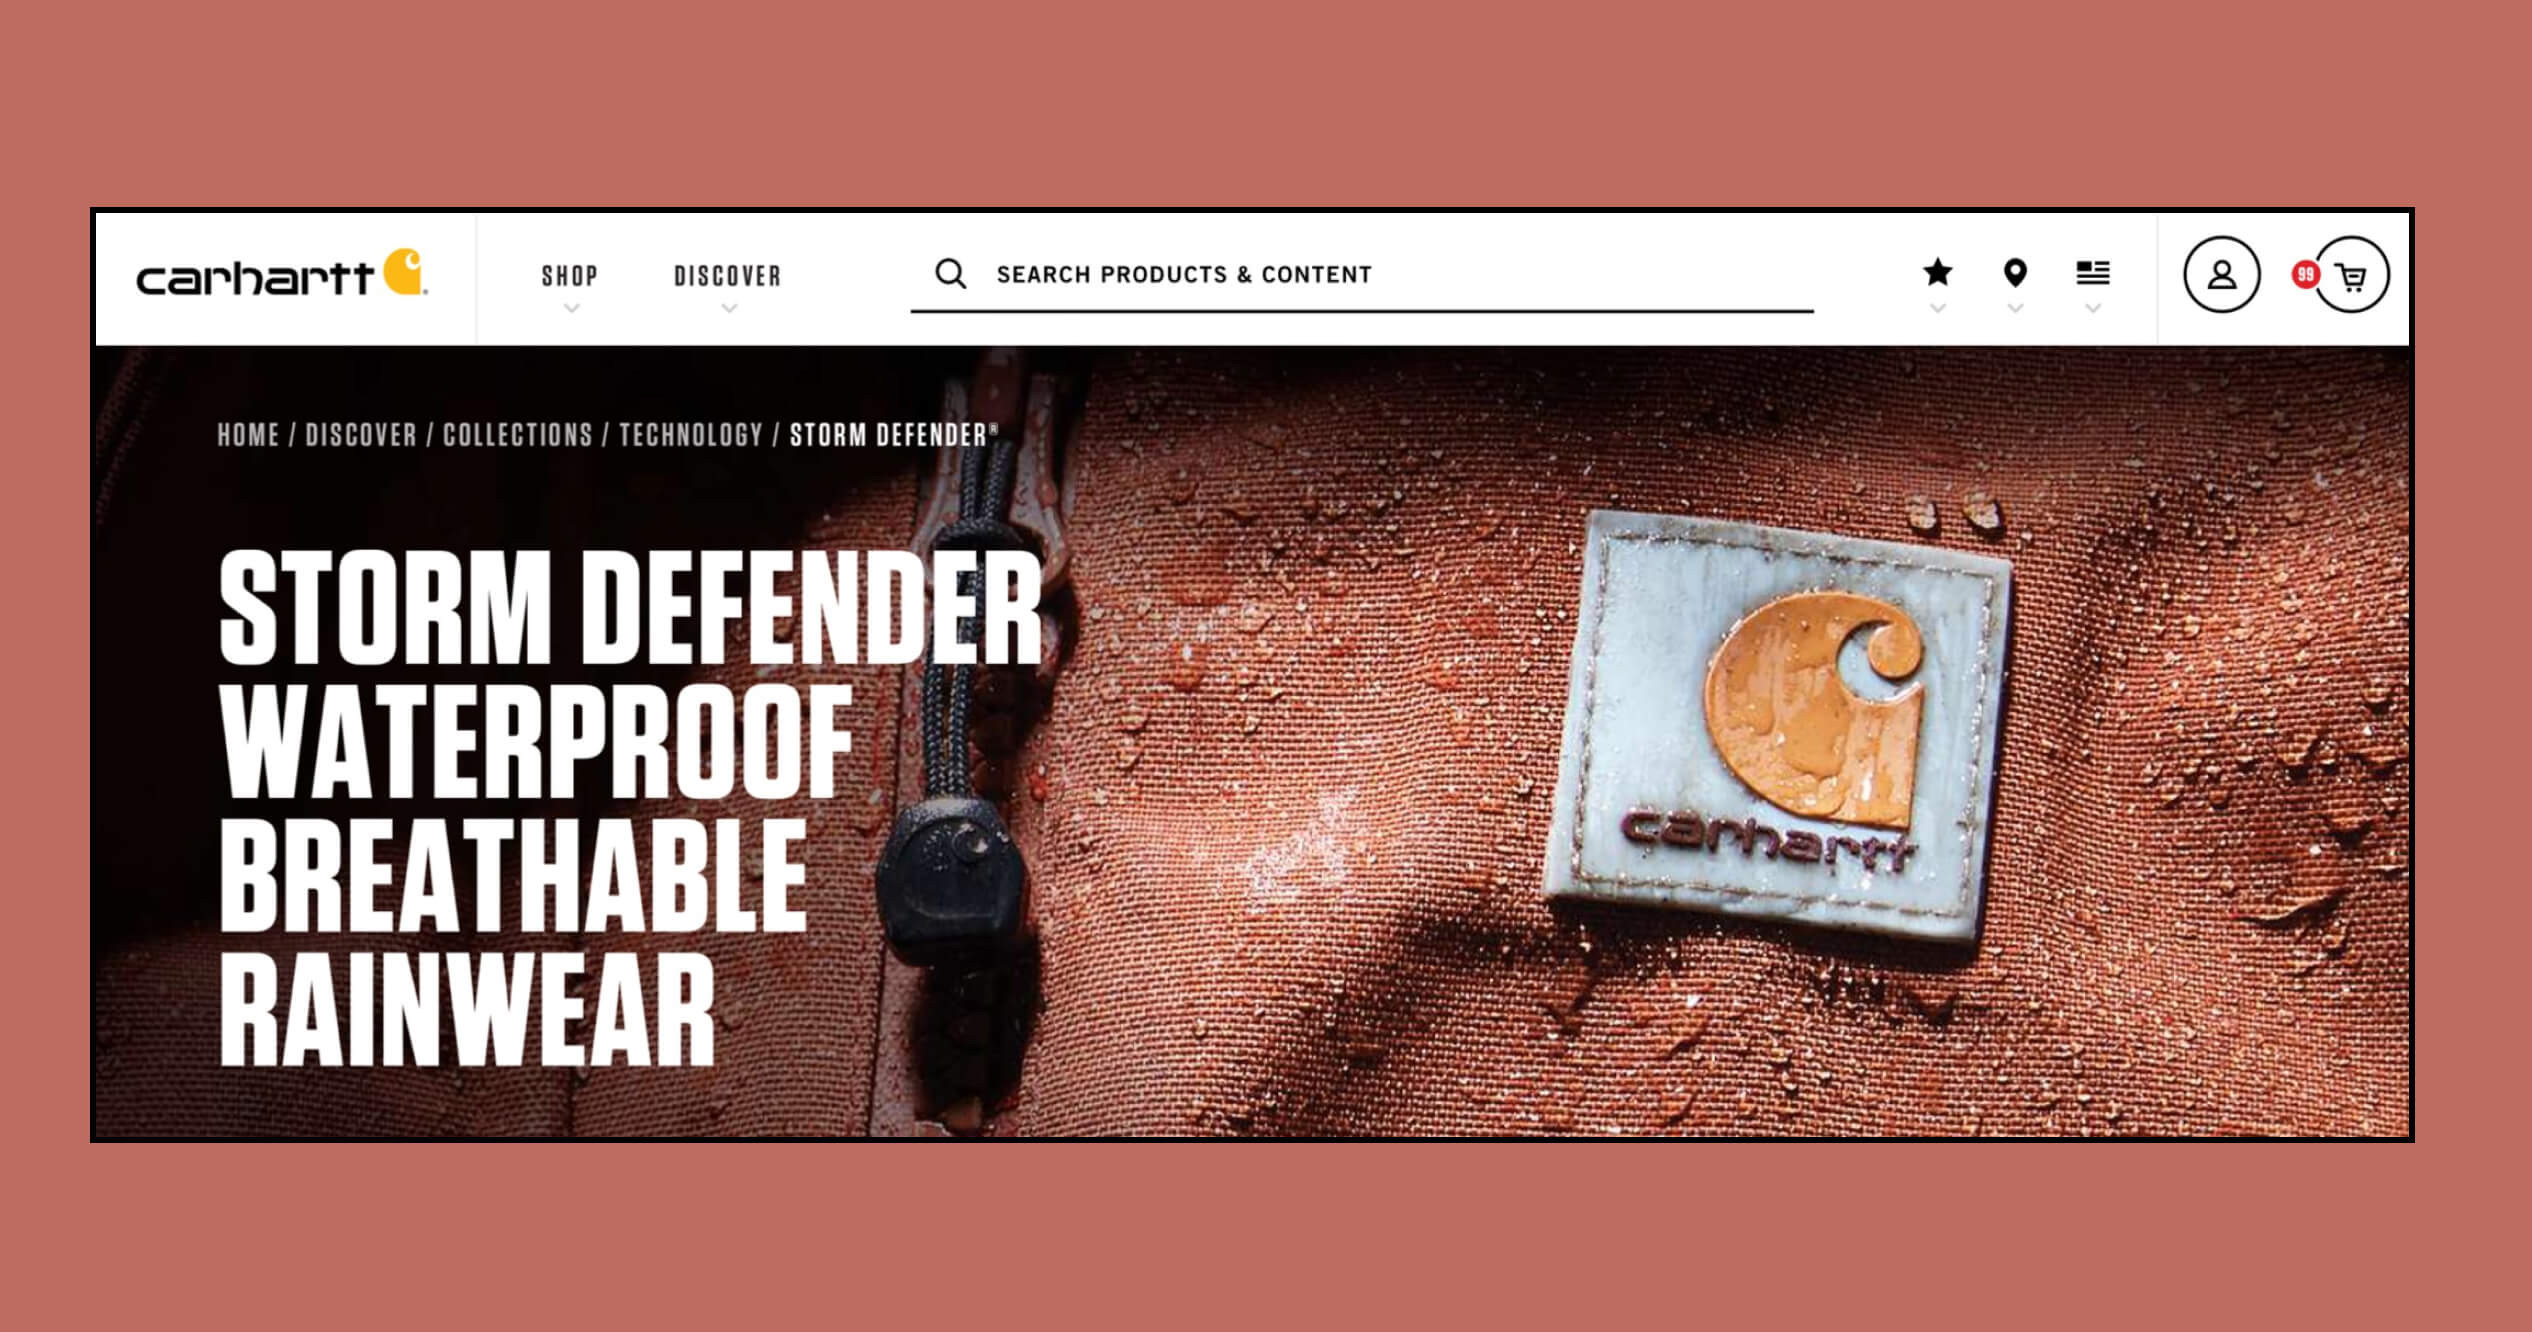 carhartt
SHOP
DISCOVER
SEARCH PRODUCTS & CONTENT
99
HOME / DISCOVER / COLLECTIONS / TECHNOLOGY / STORM DEFENDER®
STORM DEFENDER
WATERPROOF
BREATHABLE
RAINWEAR
carhartt